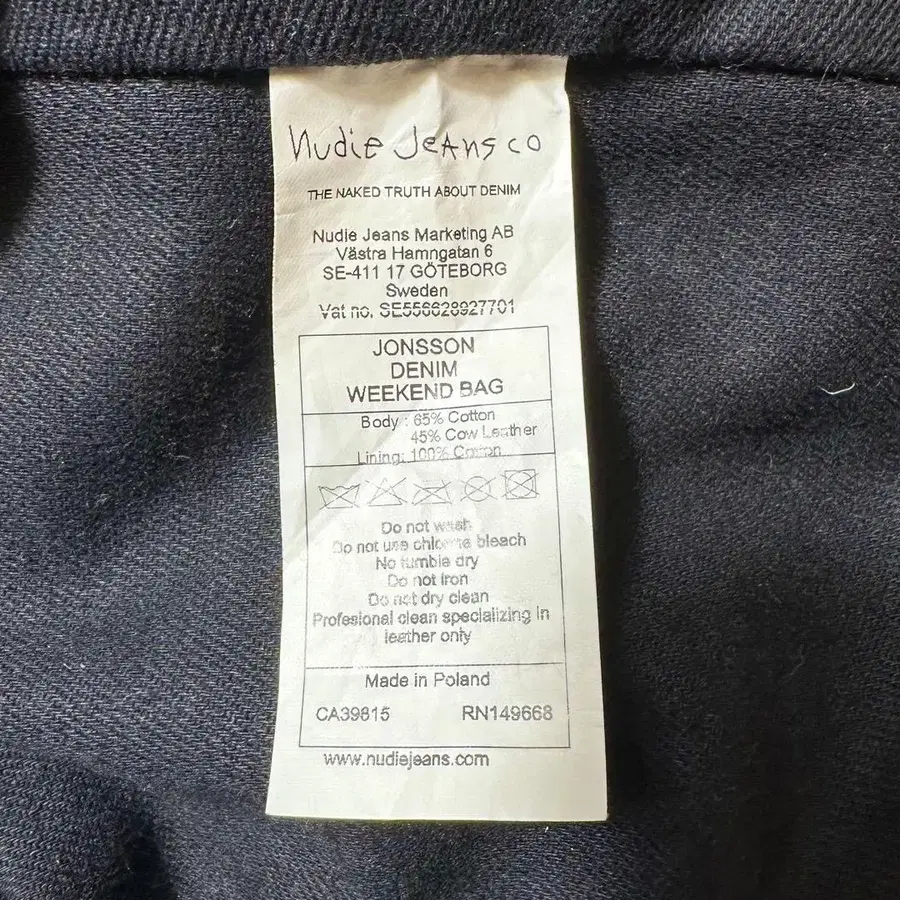 Nudie Jeans co
THE NAKED TRUTH ABOUT DENIM
Nudie Jeans Marketing AB
Västra Hamngatan 6
SE-411 17 GÖTEBORG
Sweden
Vat no. SE556628927701
JONSSON
DENIM
WEEKEND BAG
Body : 65% Cotton
45% Cow Leather
Lining: 100% Cotton
Do not wash
Do not use chlorine bleach
No tumble dry
Do not Iron
Do not dry clean
Profesional clean specializing in
leather only
Made in Poland
CA39815 RN149668
www.nudiejeans.com